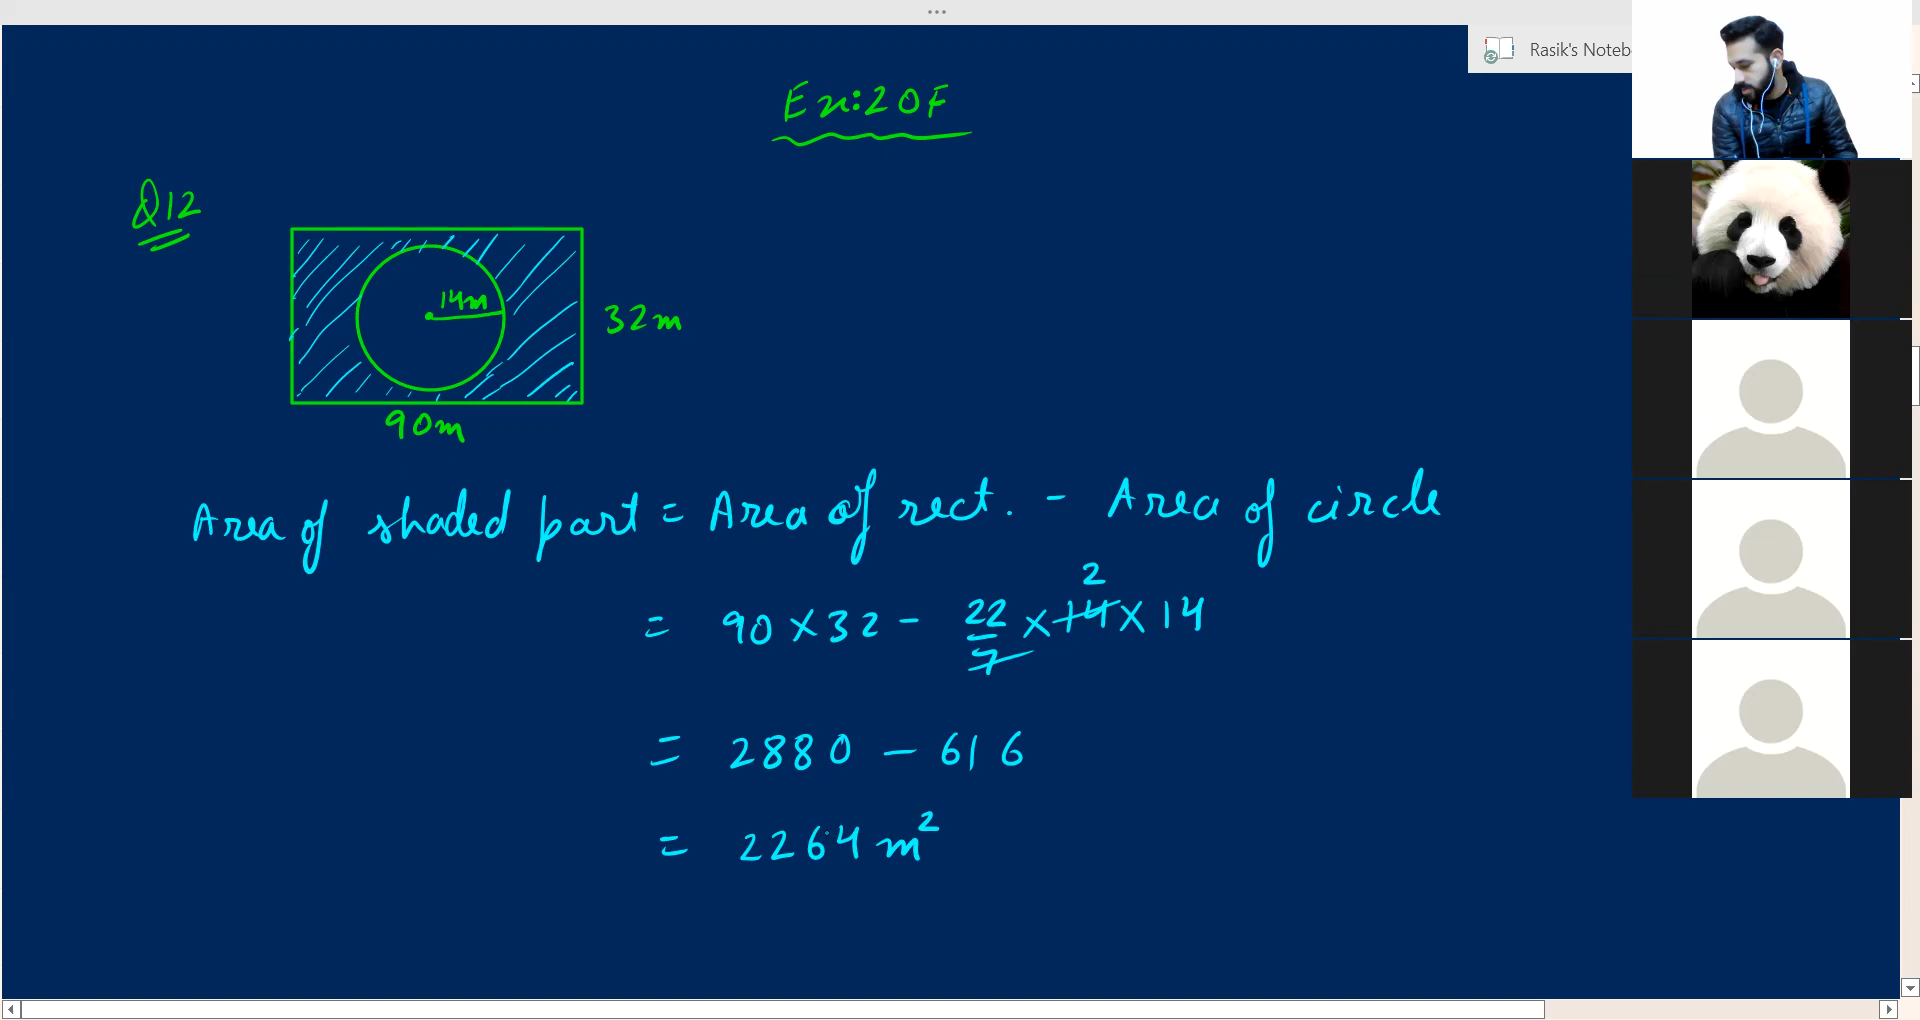 Rasik's Noteb
Ex:20F
Q12
14m
32m
90m
Area of shaded part = Area of rect. - Area of circle
2
= 90 × 32 - 22/7 × 14 × 14
= 2880 - 616
= 2264 m²